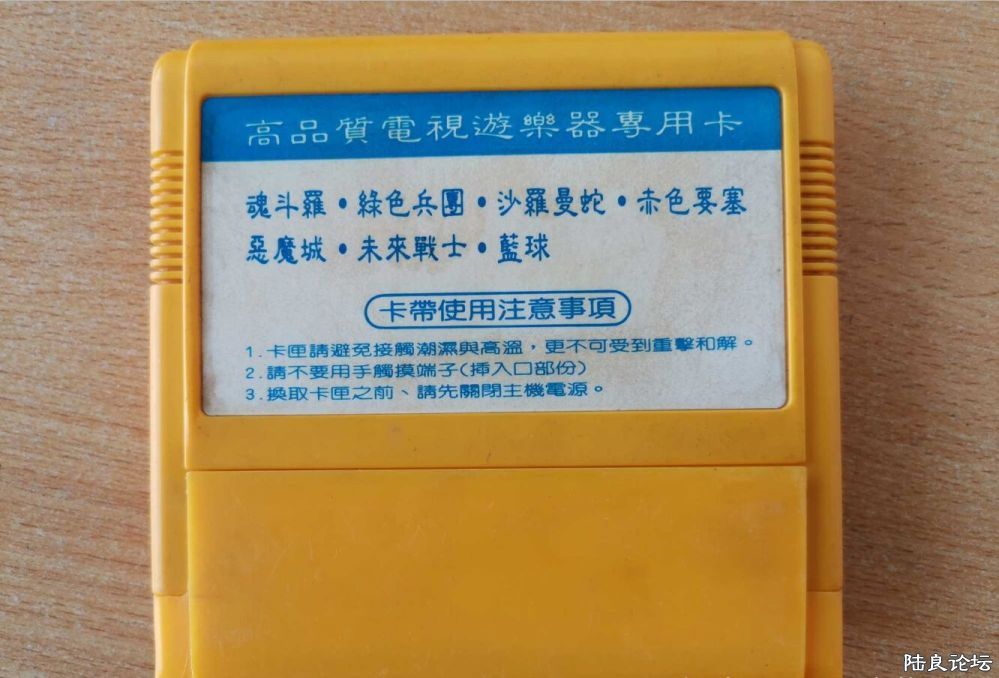 高品質電視遊樂器專用卡
魂斗羅・綠色兵團・沙羅曼蛇・赤色要塞
惡魔城・未來戰士・籃球
卡帶使用注意事項
1.卡匣請避免接觸潮濕與高溫，更不可受到重擊和解。
2.請不要用手觸摸端子(挿入口部份)
3.換取卡匣之前、請先關閉主機電源。
陆良论坛